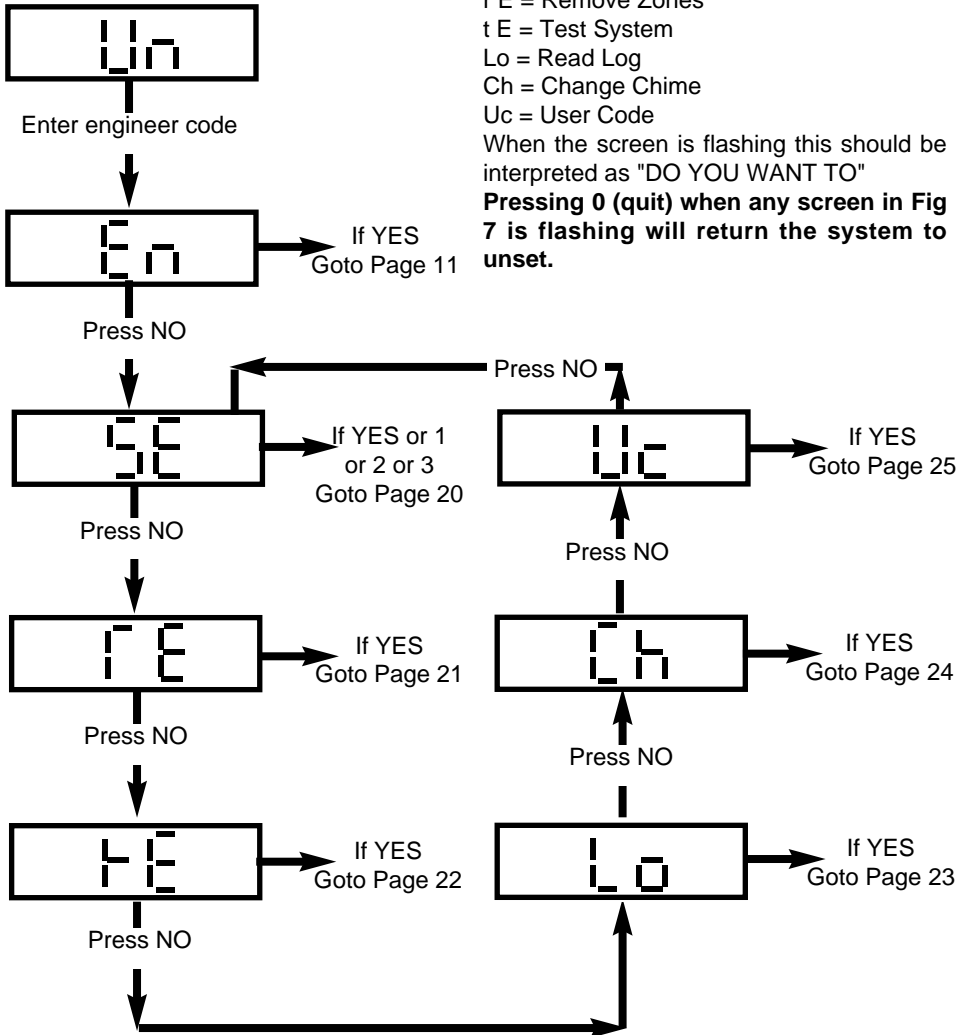 r E = Remove Zones
t E = Test System
Lo = Read Log
Ch = Change Chime
Uc = User Code
When the screen is flashing this should be
interpreted as "DO YOU WANT TO"
Pressing 0 (quit) when any screen in Fig
7 is flashing will return the system to
unset.
Un
Enter engineer code
En
If YES
Goto Page 11
Press NO
SE
If YES or 1
or 2 or 3
Goto Page 20
Press NO
rE
If YES
Goto Page 21
Press NO
tE
If YES
Goto Page 22
Press NO
Lo
If YES
Goto Page 23
Press NO
Ch
If YES
Goto Page 24
Press NO
Uc
If YES
Goto Page 25
Press NO